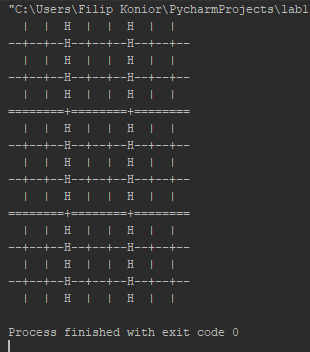 "C:\Users\Filip Konior\PycharmProjects\lab1
  |  |  H  |  |  H  |  |
--+--+--H--+--+--H--+--+--
  |  |  H  |  |  H  |  |
--+--+--H--+--+--H--+--+--
  |  |  H  |  |  H  |  |
========+========+========
  |  |  H  |  |  H  |  |
--+--+--H--+--+--H--+--+--
  |  |  H  |  |  H  |  |
--+--+--H--+--+--H--+--+--
  |  |  H  |  |  H  |  |
========+========+========
  |  |  H  |  |  H  |  |
--+--+--H--+--+--H--+--+--
  |  |  H  |  |  H  |  |
--+--+--H--+--+--H--+--+--
  |  |  H  |  |  H  |  |
Process finished with exit code 0